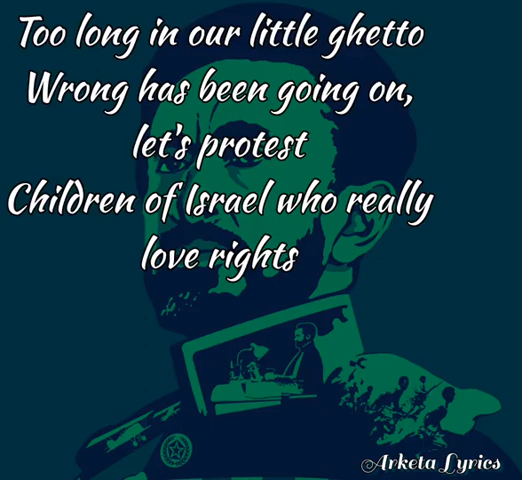 Too long in our little ghetto
Wrong has been going on,
let's protest
Children of Israel who really
love rights
Arketa Lyrics